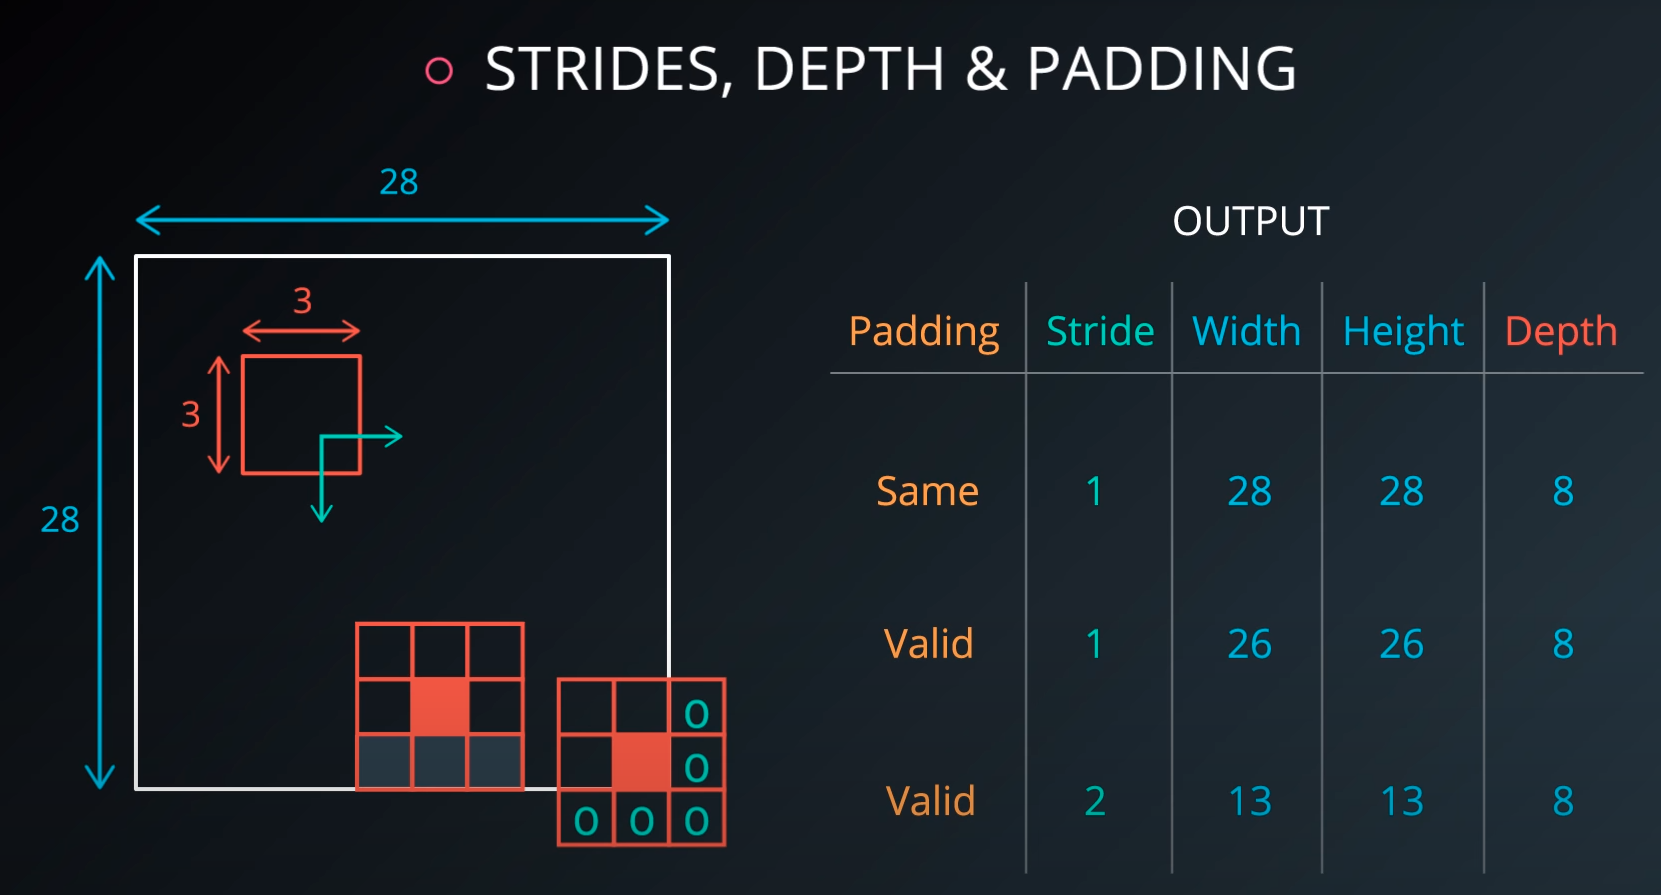 STRIDES, DEPTH & PADDING
28
28
3
3
0
0
0 0 0
OUTPUT
Padding Stride Width Height Depth
Same 1 28 28 8
Valid 1 26 26 8
Valid 2 13 13 8